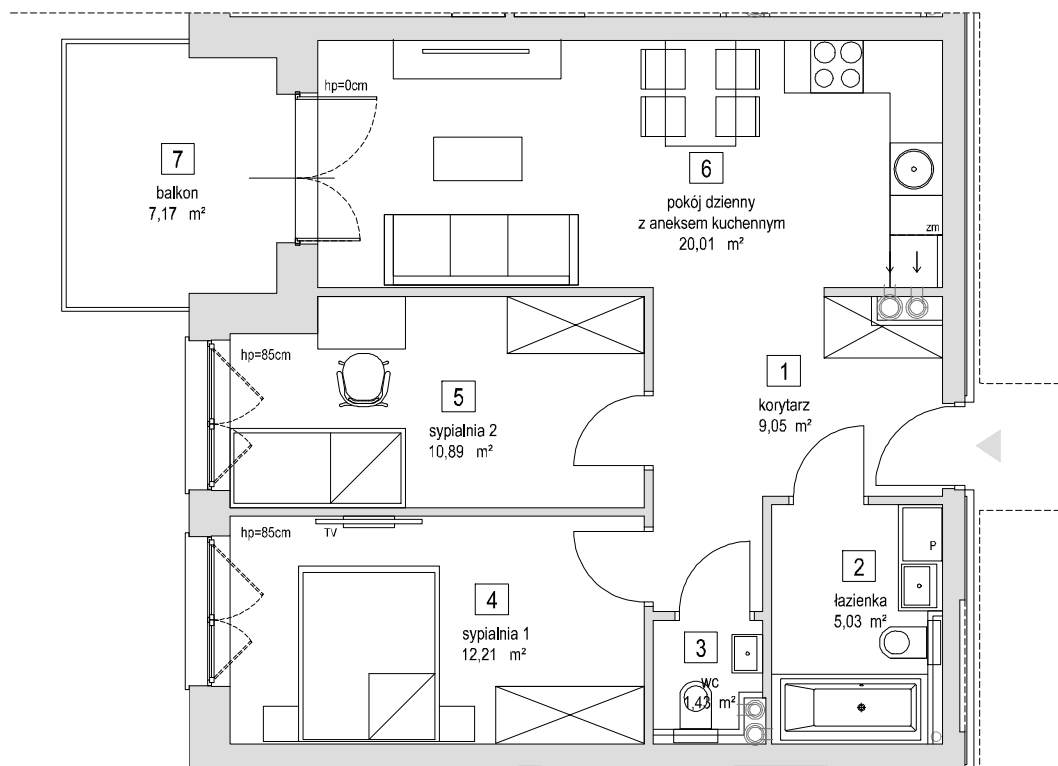 hp=0cm
7
balkon
7,17 m²
6
pokój dzienny
z aneksem kuchennym
20,01 m²
zm
hp=85cm
5
sypialnia 2
10,89 m²
1
korytarz
9,05 m²
hp=85cm
TV
4
sypialnia 1
12,21 m²
3
wc
1,43 m²
P
2
łazienka
5,03 m²